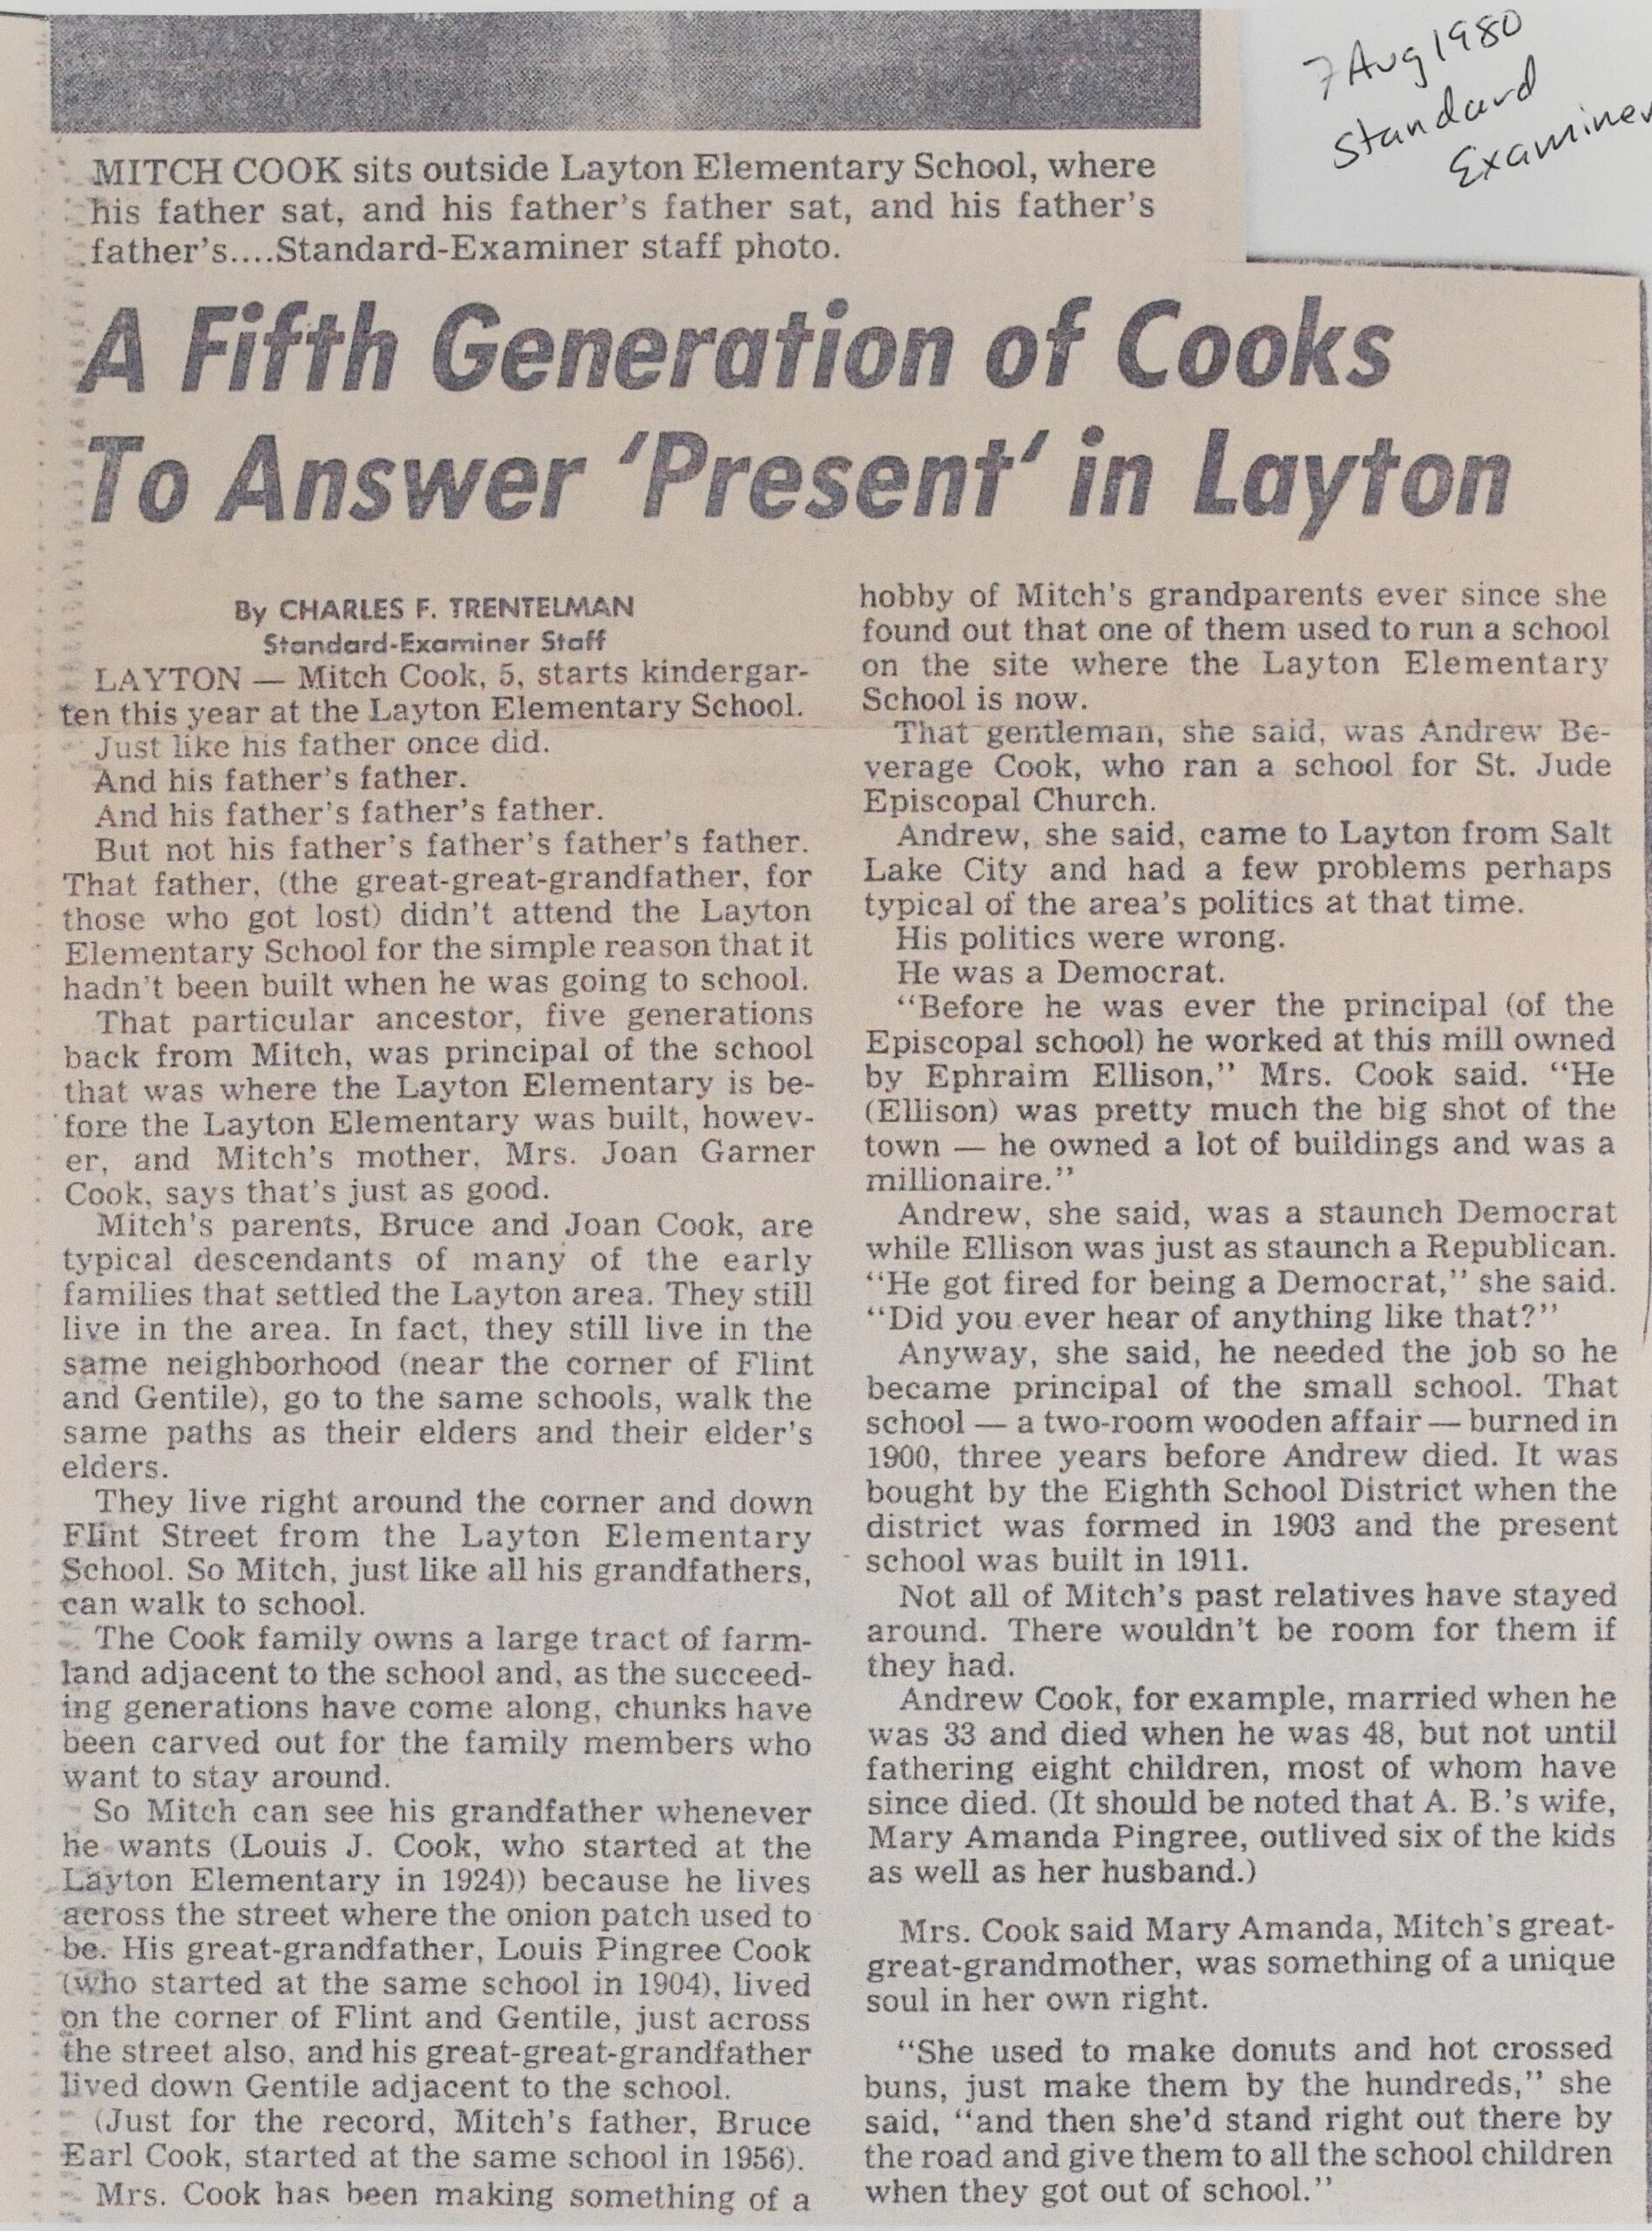 7 Aug 1980
Standard
Examiner
MITCH COOK sits outside Layton Elementary School, where
his father sat, and his father's father sat, and his father's
father's....Standard-Examiner staff photo.
A Fifth Generation of Cooks
To Answer 'Present' in Layton
By CHARLES F. TRENTELMAN
Standard-Examiner Staff
LAYTON — Mitch Cook, 5, starts kindergar-
ten this year at the Layton Elementary School.
Just like his father once did.
And his father's father.
And his father's father's father.
But not his father's father's father's father.
That father, (the great-great-grandfather, for
those who got lost) didn't attend the Layton
Elementary School for the simple reason that it
hadn't been built when he was going to school.
That particular ancestor, five generations
back from Mitch, was principal of the school
that was where the Layton Elementary is be-
fore the Layton Elementary was built, howev-
er, and Mitch's mother, Mrs. Joan Garner
Cook, says that's just as good.
Mitch's parents, Bruce and Joan Cook, are
typical descendants of many of the early
families that settled the Layton area. They still
live in the area. In fact, they still live in the
same neighborhood (near the corner of Flint
and Gentile), go to the same schools, walk the
same paths as their elders and their elder's
elders.
They live right around the corner and down
Flint Street from the Layton Elementary
School. So Mitch, just like all his grandfathers,
can walk to school.
The Cook family owns a large tract of farm-
land adjacent to the school and, as the succeed-
ing generations have come along, chunks have
been carved out for the family members who
want to stay around.
So Mitch can see his grandfather whenever
he wants (Louis J. Cook, who started at the
Layton Elementary in 1924)) because he lives
across the street where the onion patch used to
be. His great-grandfather, Louis Pingree Cook
(who started at the same school in 1904), lived
on the corner of Flint and Gentile, just across
the street also, and his great-great-grandfather
lived down Gentile adjacent to the school.
(Just for the record, Mitch's father, Bruce
Earl Cook, started at the same school in 1956).
Mrs. Cook has been making something of a
hobby of Mitch's grandparents ever since she
found out that one of them used to run a school
on the site where the Layton Elementary
School is now.
That gentleman, she said, was Andrew Be-
verage Cook, who ran a school for St. Jude
Episcopal Church.
Andrew, she said, came to Layton from Salt
Lake City and had a few problems perhaps
typical of the area's politics at that time.
His politics were wrong.
He was a Democrat.
"Before he was ever the principal (of the
Episcopal school) he worked at this mill owned
by Ephraim Ellison," Mrs. Cook said. "He
(Ellison) was pretty much the big shot of the
town — he owned a lot of buildings and was a
millionaire."
Andrew, she said, was a staunch Democrat
while Ellison was just as staunch a Republican.
"He got fired for being a Democrat," she said.
"Did you ever hear of anything like that?"
Anyway, she said, he needed the job so he
became principal of the small school. That
school — a two-room wooden affair — burned in
1900, three years before Andrew died. It was
bought by the Eighth School District when the
district was formed in 1903 and the present
school was built in 1911.
Not all of Mitch's past relatives have stayed
around. There wouldn't be room for them if
they had.
Andrew Cook, for example, married when he
was 33 and died when he was 48, but not until
fathering eight children, most of whom have
since died. (It should be noted that A. B.'s wife,
Mary Amanda Pingree, outlived six of the kids
as well as her husband.)
Mrs. Cook said Mary Amanda, Mitch's great-
great-grandmother, was something of a unique
soul in her own right.
"She used to make donuts and hot crossed
buns, just make them by the hundreds," she
said, "and then she'd stand right out there by
the road and give them to all the school children
when they got out of school."